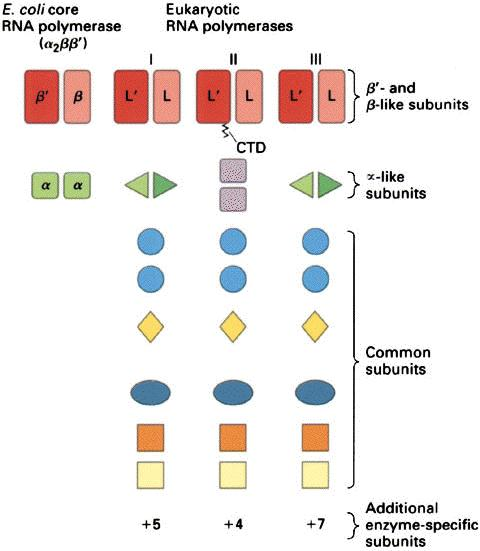 E. coli core
RNA polymerase
(α₂ββ′)
Eukaryotic
RNA polymerases
I
II
III
β′
β
L′
L
L′
L
L′
L
β′- and
β-like subunits
CTD
α
α
α-like
subunits
Common
subunits
+5
+4
+7
Additional
enzyme-specific
subunits